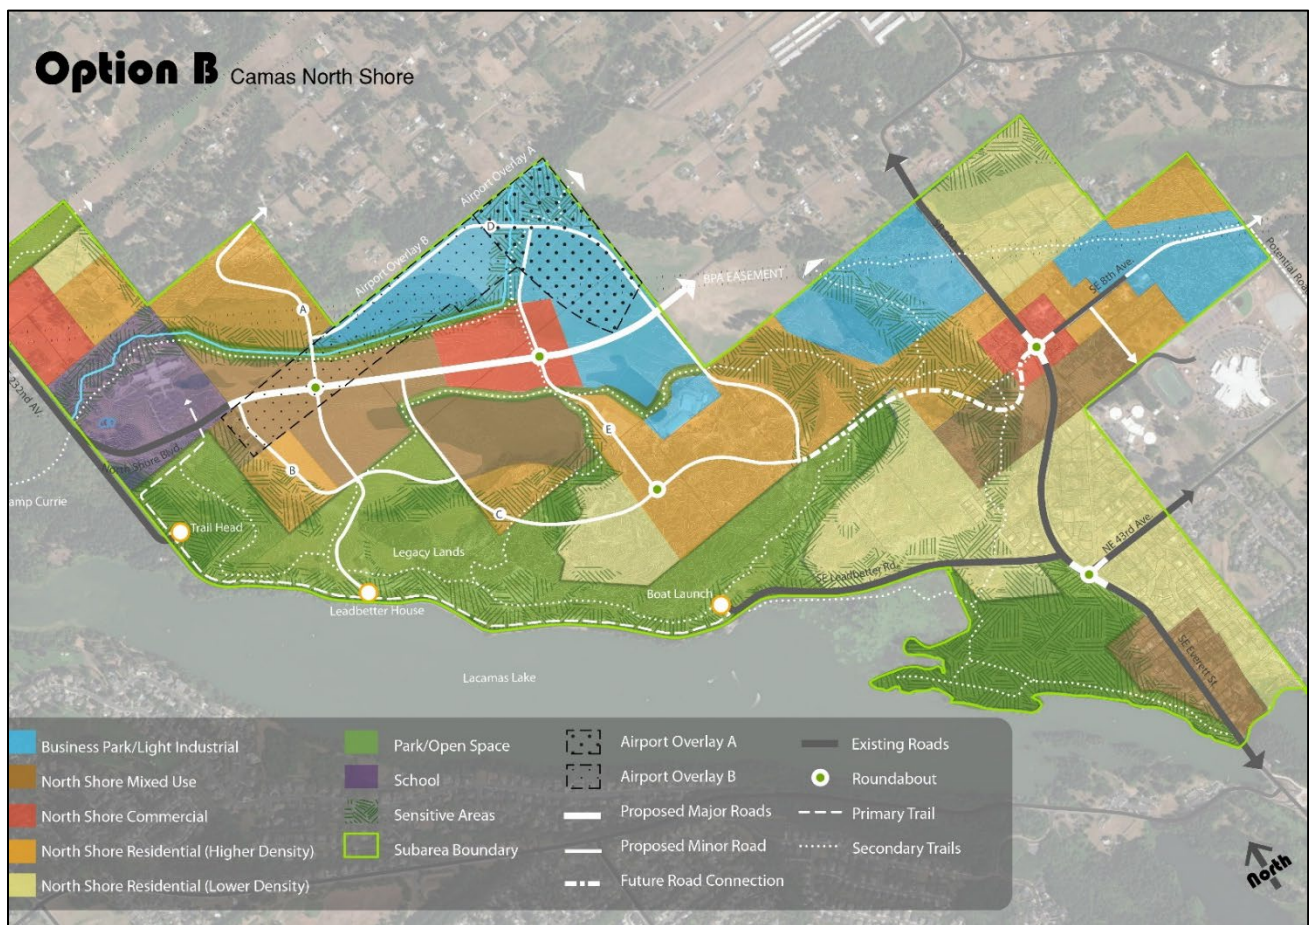 Option B Camas North Shore
Airport Overlay A
Airport Overlay B
D
BPA EASEMENT
A
SE 8th Ave.
Potential Road
232nd AV.
North Shore Blvd.
B
E
C
amp Currie
Trail Head
Legacy Lands
Leadbetter House
Boat Launch
SE Leadbetter Rd.
NE 43rd Ave.
SE Everett St.
Lacamas Lake
Business Park/Light Industrial
North Shore Mixed Use
North Shore Commercial
North Shore Residential (Higher Density)
North Shore Residential (Lower Density)
Park/Open Space
School
Sensitive Areas
Subarea Boundary
Airport Overlay A
Airport Overlay B
Proposed Major Roads
Proposed Minor Road
Future Road Connection
Existing Roads
Roundabout
Primary Trail
Secondary Trails
North